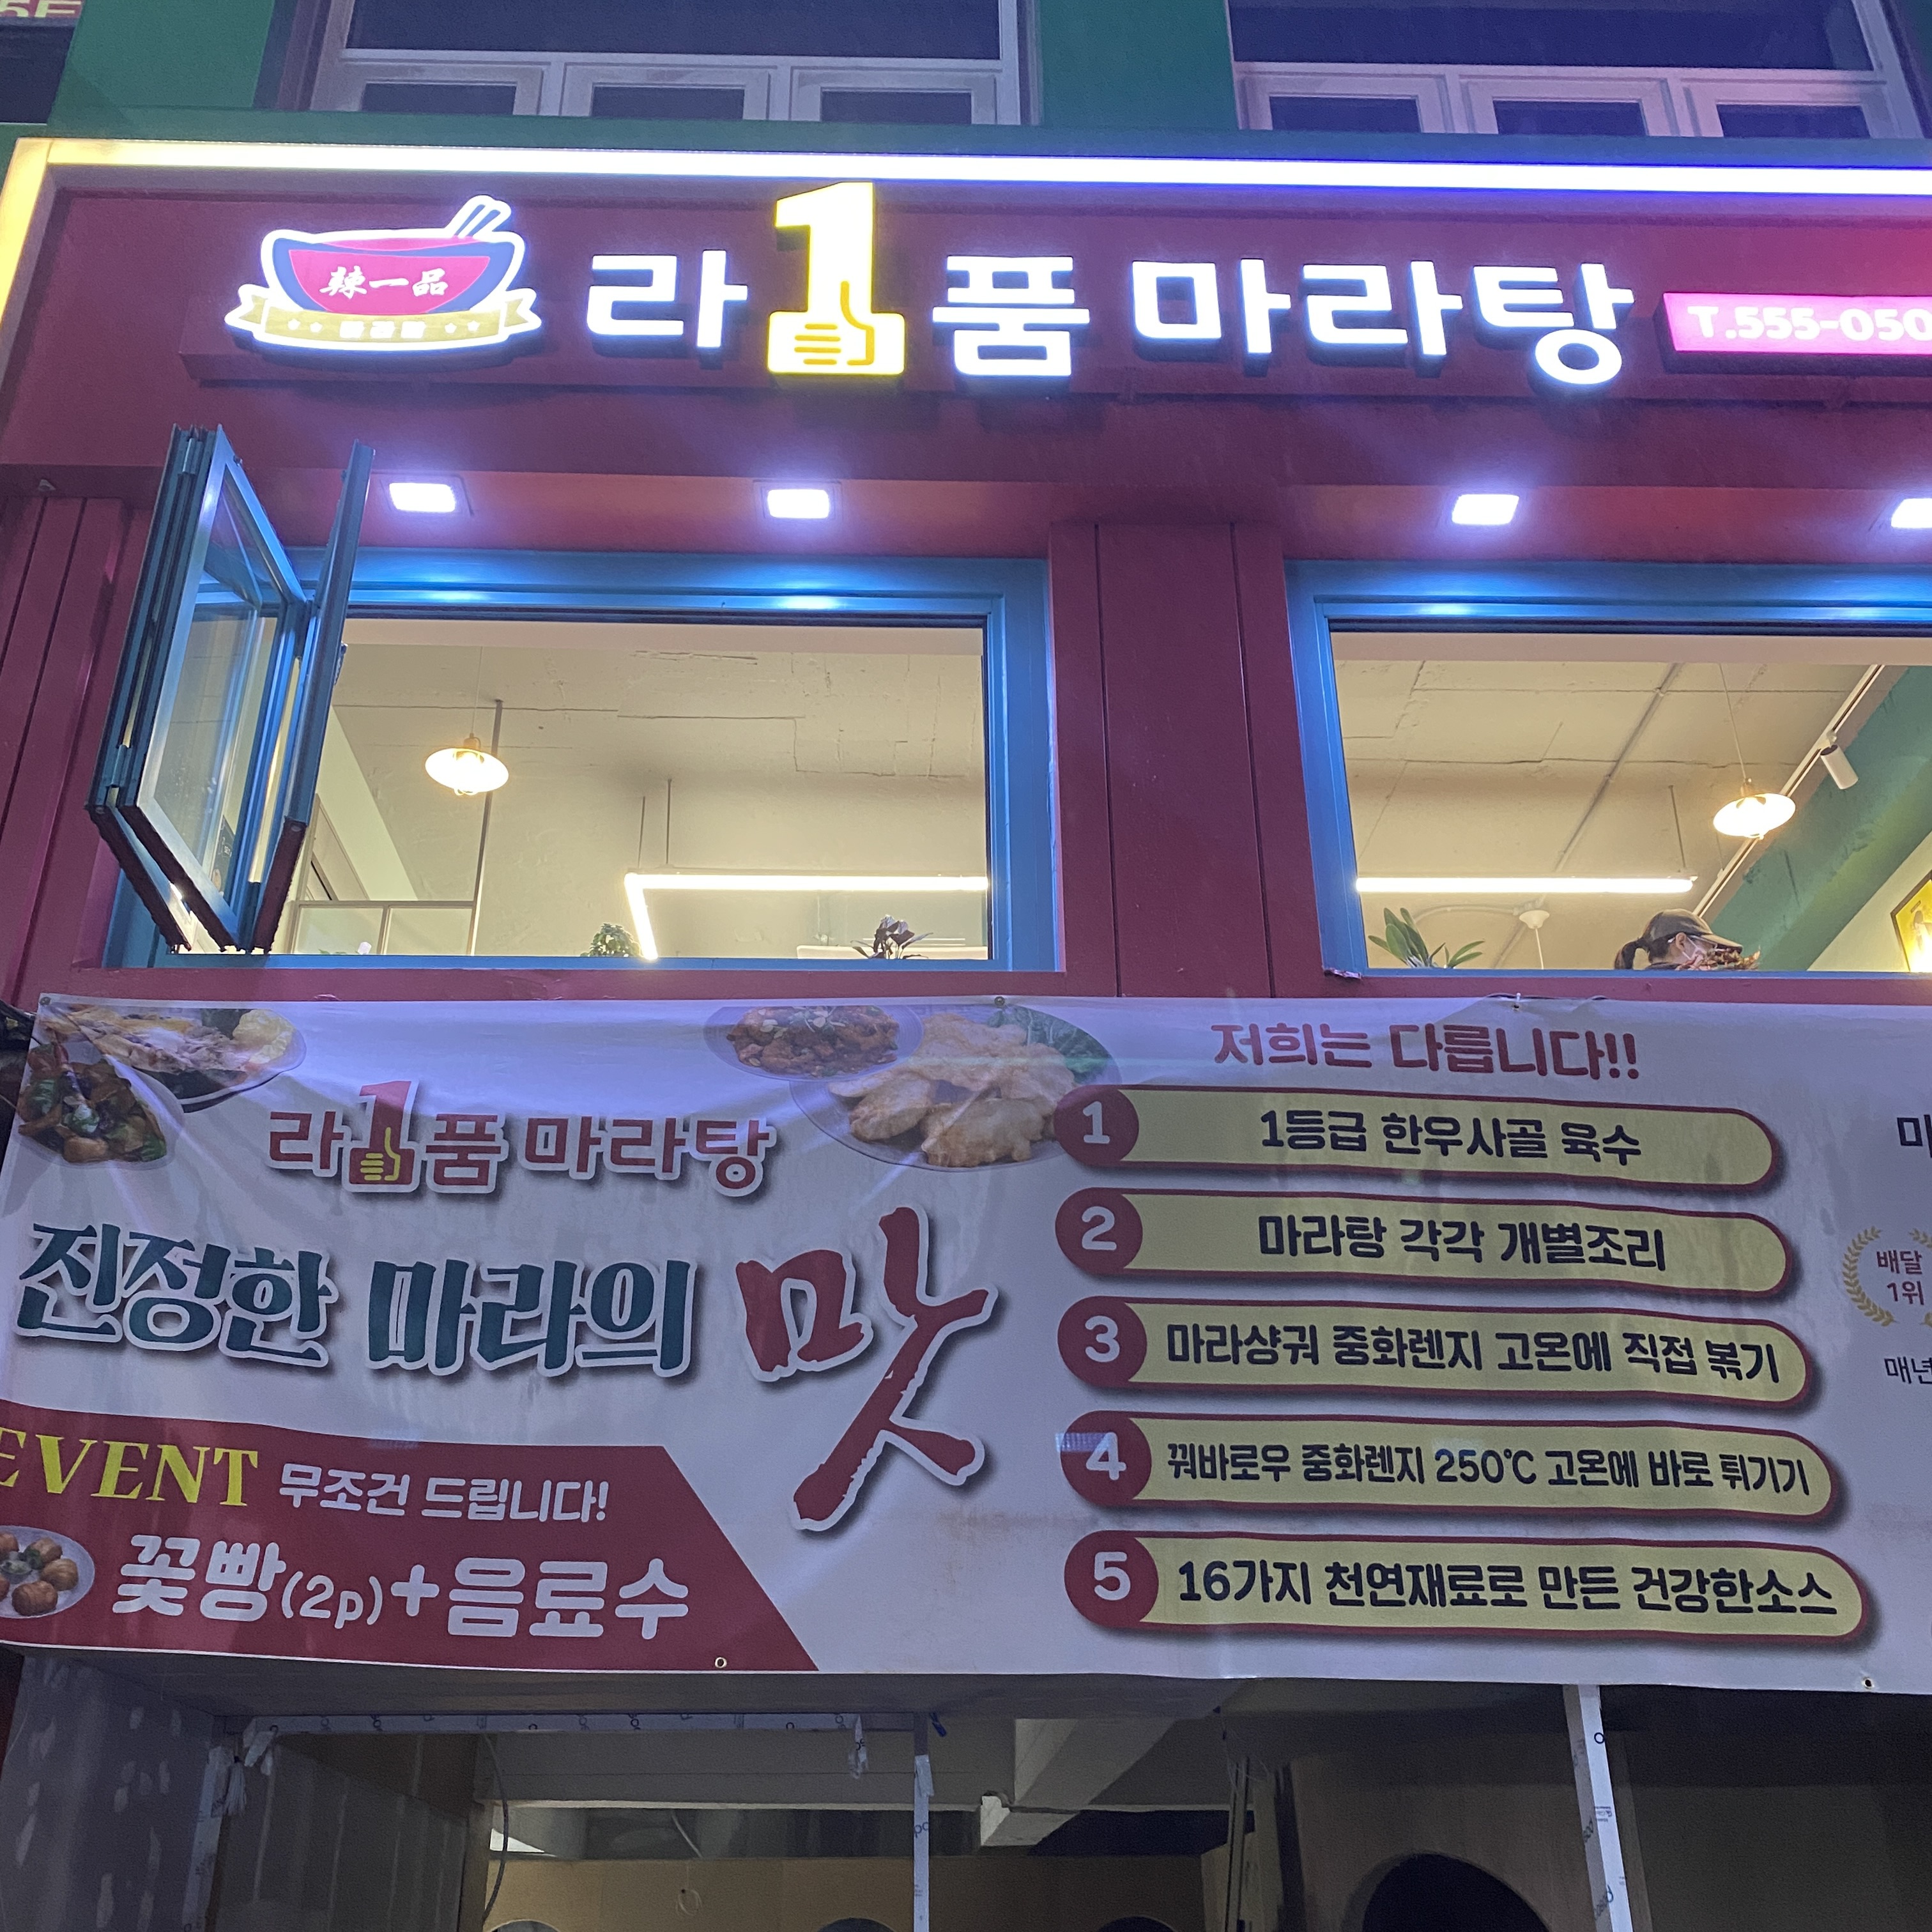 辣一品
라1품 마라탕
T.555-050
라1품 마라탕
진정한 마라의 맛
EVENT 무조건 드립니다!
꽃빵(2p)+음료수
저희는 다릅니다!!
1 1등급 한우사골 육수
2 마라탕 각각 개별조리
3 마라샹궈 중화렌지 고온에 직접 볶기
4 꿔바로우 중화렌지 250℃ 고온에 바로 튀기기
5 16가지 천연재료로 만든 건강한소스
배달
1위
매년